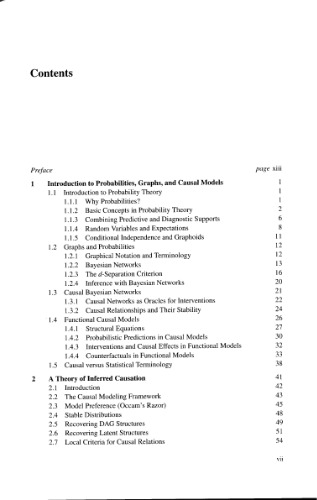 Contents
Preface page xiii
1 Introduction to Probabilities, Graphs, and Causal Models 1
1.1 Introduction to Probability Theory 1
1.1.1 Why Probabilities? 1
1.1.2 Basic Concepts in Probability Theory 2
1.1.3 Combining Predictive and Diagnostic Supports 6
1.1.4 Random Variables and Expectations 8
1.1.5 Conditional Independence and Graphoids 11
1.2 Graphs and Probabilities 12
1.2.1 Graphical Notation and Terminology 12
1.2.2 Bayesian Networks 13
1.2.3 The d-Separation Criterion 16
1.2.4 Inference with Bayesian Networks 20
1.3 Causal Bayesian Networks 21
1.3.1 Causal Networks as Oracles for Interventions 22
1.3.2 Causal Relationships and Their Stability 24
1.4 Functional Causal Models 26
1.4.1 Structural Equations 27
1.4.2 Probabilistic Predictions in Causal Models 30
1.4.3 Interventions and Causal Effects in Functional Models 32
1.4.4 Counterfactuals in Functional Models 33
1.5 Causal versus Statistical Terminology 38
2 A Theory of Inferred Causation 41
2.1 Introduction 42
2.2 The Causal Modeling Framework 43
2.3 Model Preference (Occam's Razor) 45
2.4 Stable Distributions 48
2.5 Recovering DAG Structures 49
2.6 Recovering Latent Structures 51
2.7 Local Criteria for Causal Relations 54
vii